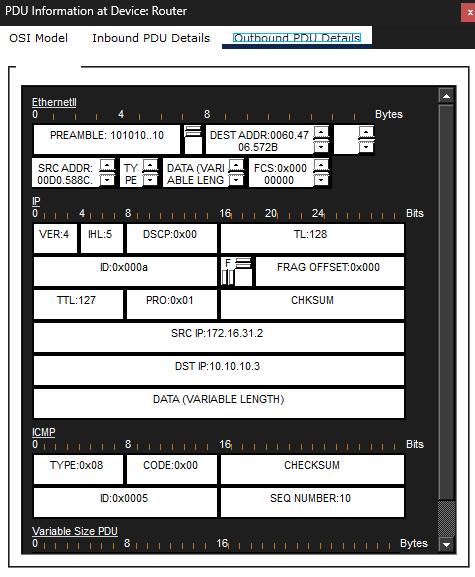 PDU Information at Device: Router
x
OSI Model Inbound PDU Details Outbound PDU Details
EthernetII
0 4 8 Bytes
PREAMBLE: 101010..10
DEST ADDR:0060.47
06.572B
SRC ADDR:
00D0.588C.
TY
PE
DATA (VARI
ABLE LENG
FCS:0x000
00000
IP
0 4 8 16 20 24 Bits
VER:4 IHL:5 DSCP:0x00 TL:128
ID:0x000a F FRAG OFFSET:0x000
TTL:127 PRO:0x01 CHKSUM
SRC IP:172.16.31.2
DST IP:10.10.10.3
DATA (VARIABLE LENGTH)
ICMP
0 8 16 Bits
TYPE:0x08 CODE:0x00 CHECKSUM
ID:0x0005 SEQ NUMBER:10
Variable Size PDU
0 8 16 Bytes